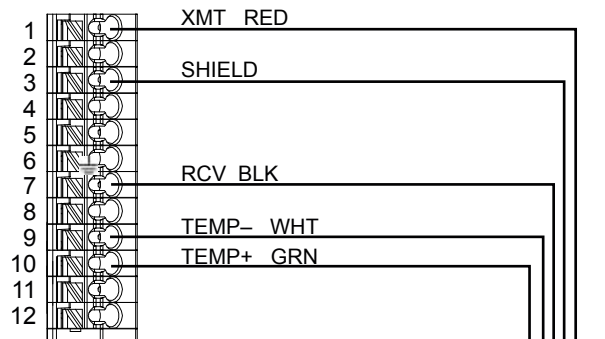 1 XMT RED
2
3 SHIELD
4
5
6
7 RCV BLK
8
9 TEMP– WHT
10 TEMP+ GRN
11
12